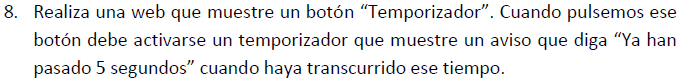 8. Realiza una web que muestre un botón “Temporizador”. Cuando pulsemos ese
botón debe activarse un temporizador que muestre un aviso que diga “Ya han
pasado 5 segundos” cuando haya transcurrido ese tiempo.